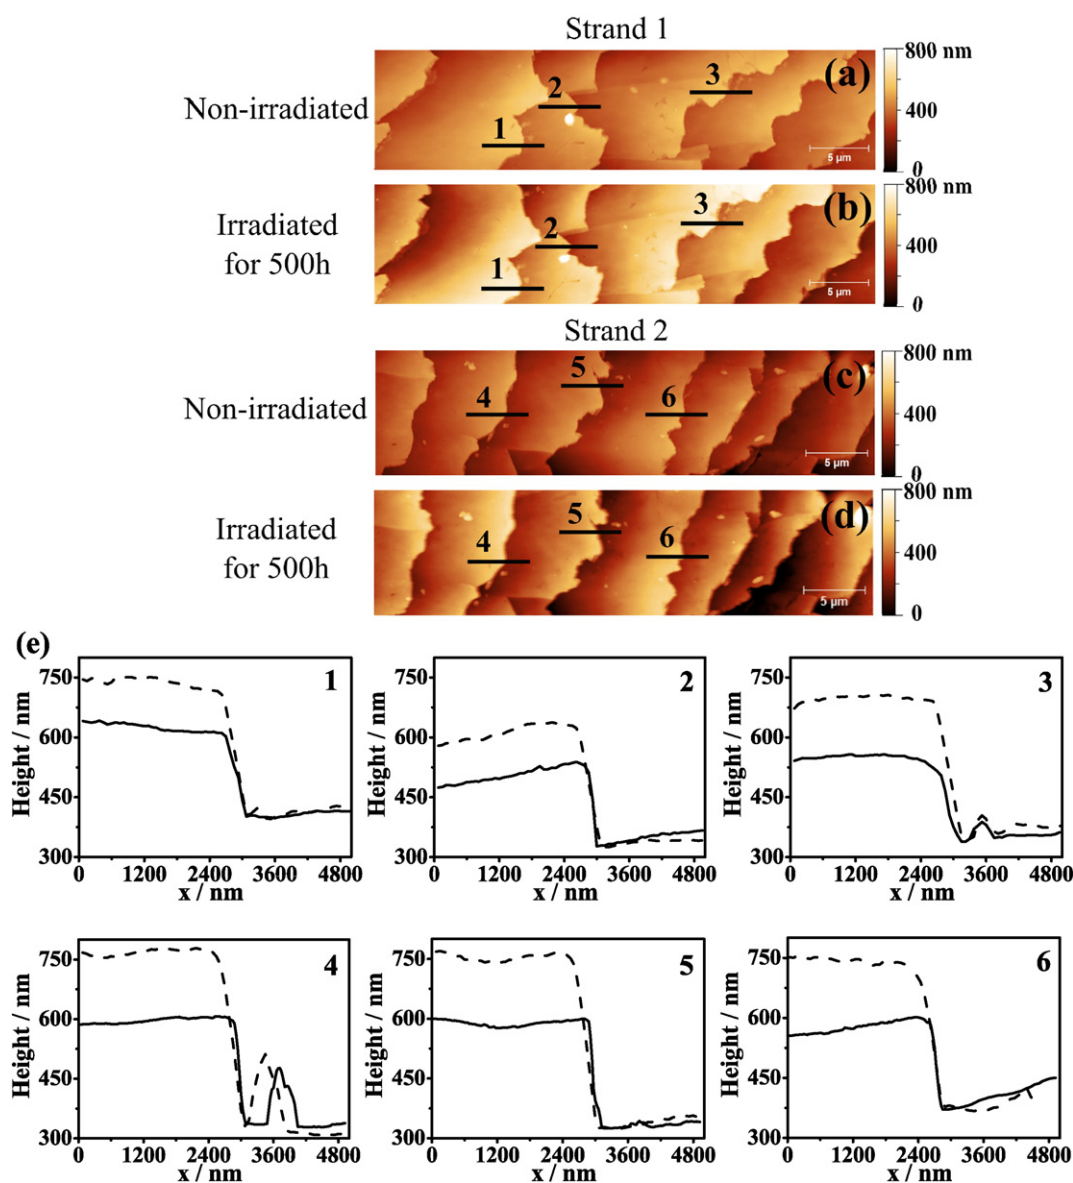 Strand 1
Non-irradiated
1
2
3
(a)
5 μm
800 nm
400
0
Irradiated
for 500h
1
2
3
(b)
5 μm
800 nm
400
0
Strand 2
Non-irradiated
4
5
6
(c)
5 μm
800 nm
400
0
Irradiated
for 500h
4
5
6
(d)
5 μm
800 nm
400
0
(e)
Height / nm
750
600
450
300
0 1200 2400 3600 4800
x / nm
1
Height / nm
750
600
450
300
0 1200 2400 3600 4800
x / nm
2
Height / nm
750
600
450
300
0 1200 2400 3600 4800
x / nm
3
Height / nm
750
600
450
300
0 1200 2400 3600 4800
x / nm
4
Height / nm
750
600
450
300
0 1200 2400 3600 4800
x / nm
5
Height / nm
750
600
450
300
0 1200 2400 3600 4800
x / nm
6